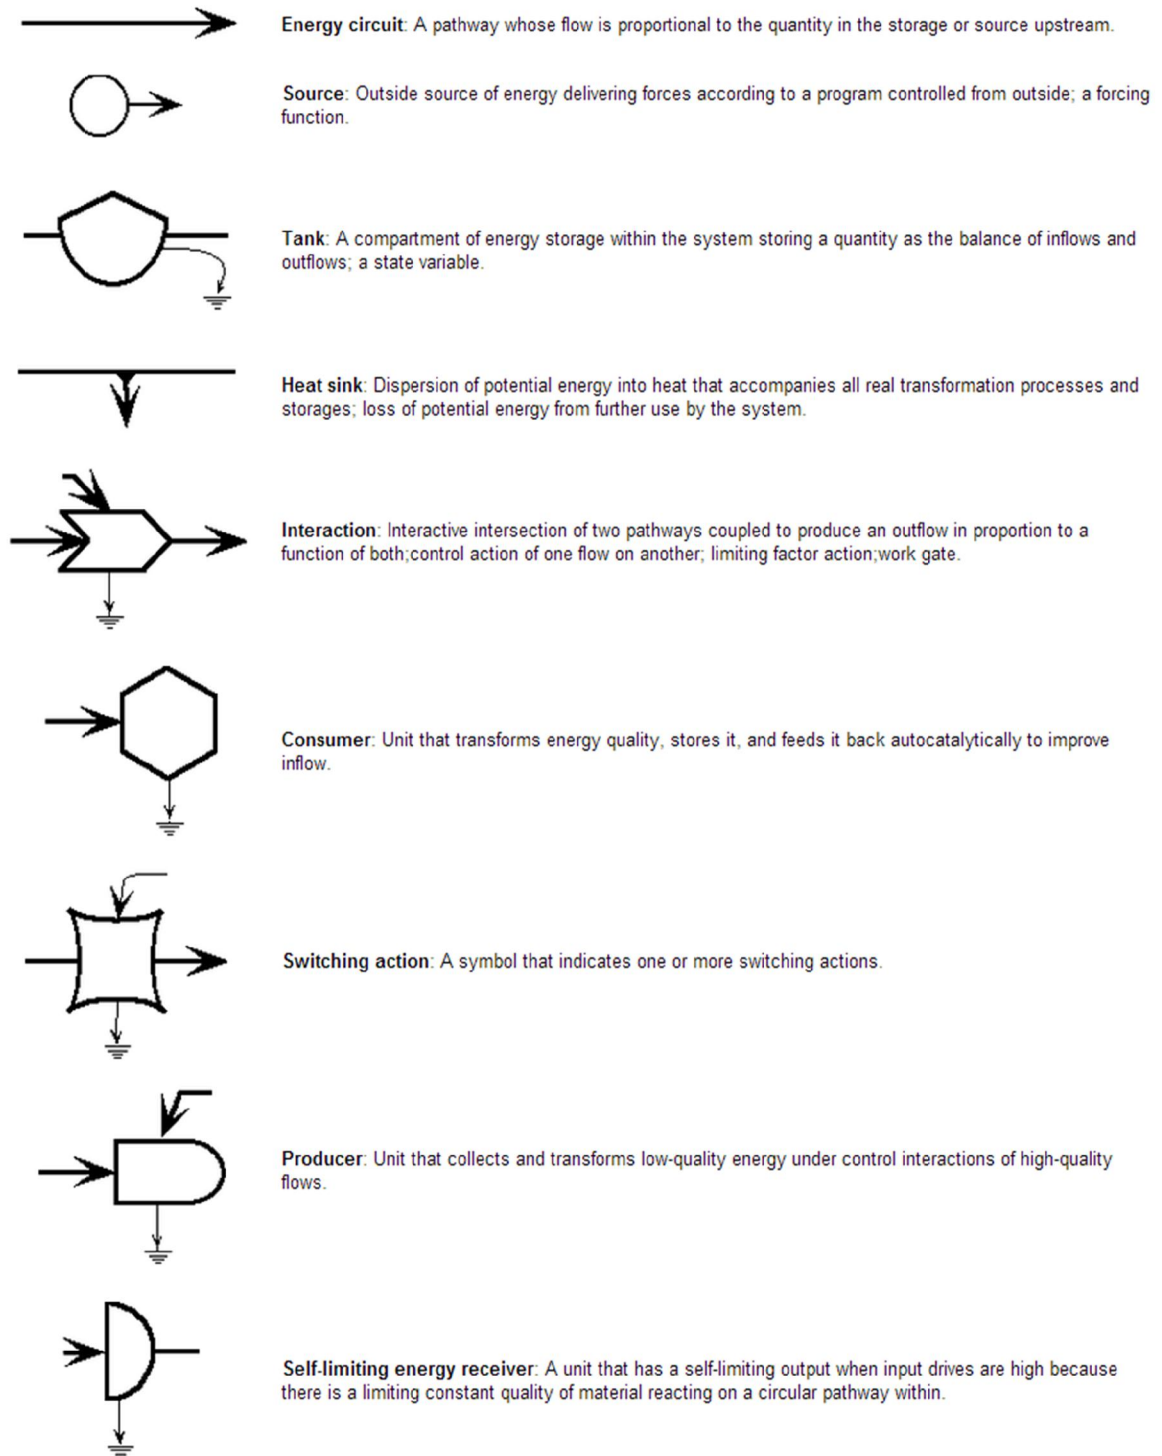 Energy circuit: A pathway whose flow is proportional to the quantity in the storage or source upstream.
Source: Outside source of energy delivering forces according to a program controlled from outside; a forcing
function.
Tank: A compartment of energy storage within the system storing a quantity as the balance of inflows and
outflows; a state variable.
Heat sink: Dispersion of potential energy into heat that accompanies all real transformation processes and
storages; loss of potential energy from further use by the system.
Interaction: Interactive intersection of two pathways coupled to produce an outflow in proportion to a
function of both;control action of one flow on another; limiting factor action;work gate.
Consumer: Unit that transforms energy quality, stores it, and feeds it back autocatalytically to improve
inflow.
Switching action: A symbol that indicates one or more switching actions.
Producer: Unit that collects and transforms low-quality energy under control interactions of high-quality
flows.
Self-limiting energy receiver: A unit that has a self-limiting output when input drives are high because
there is a limiting constant quality of material reacting on a circular pathway within.